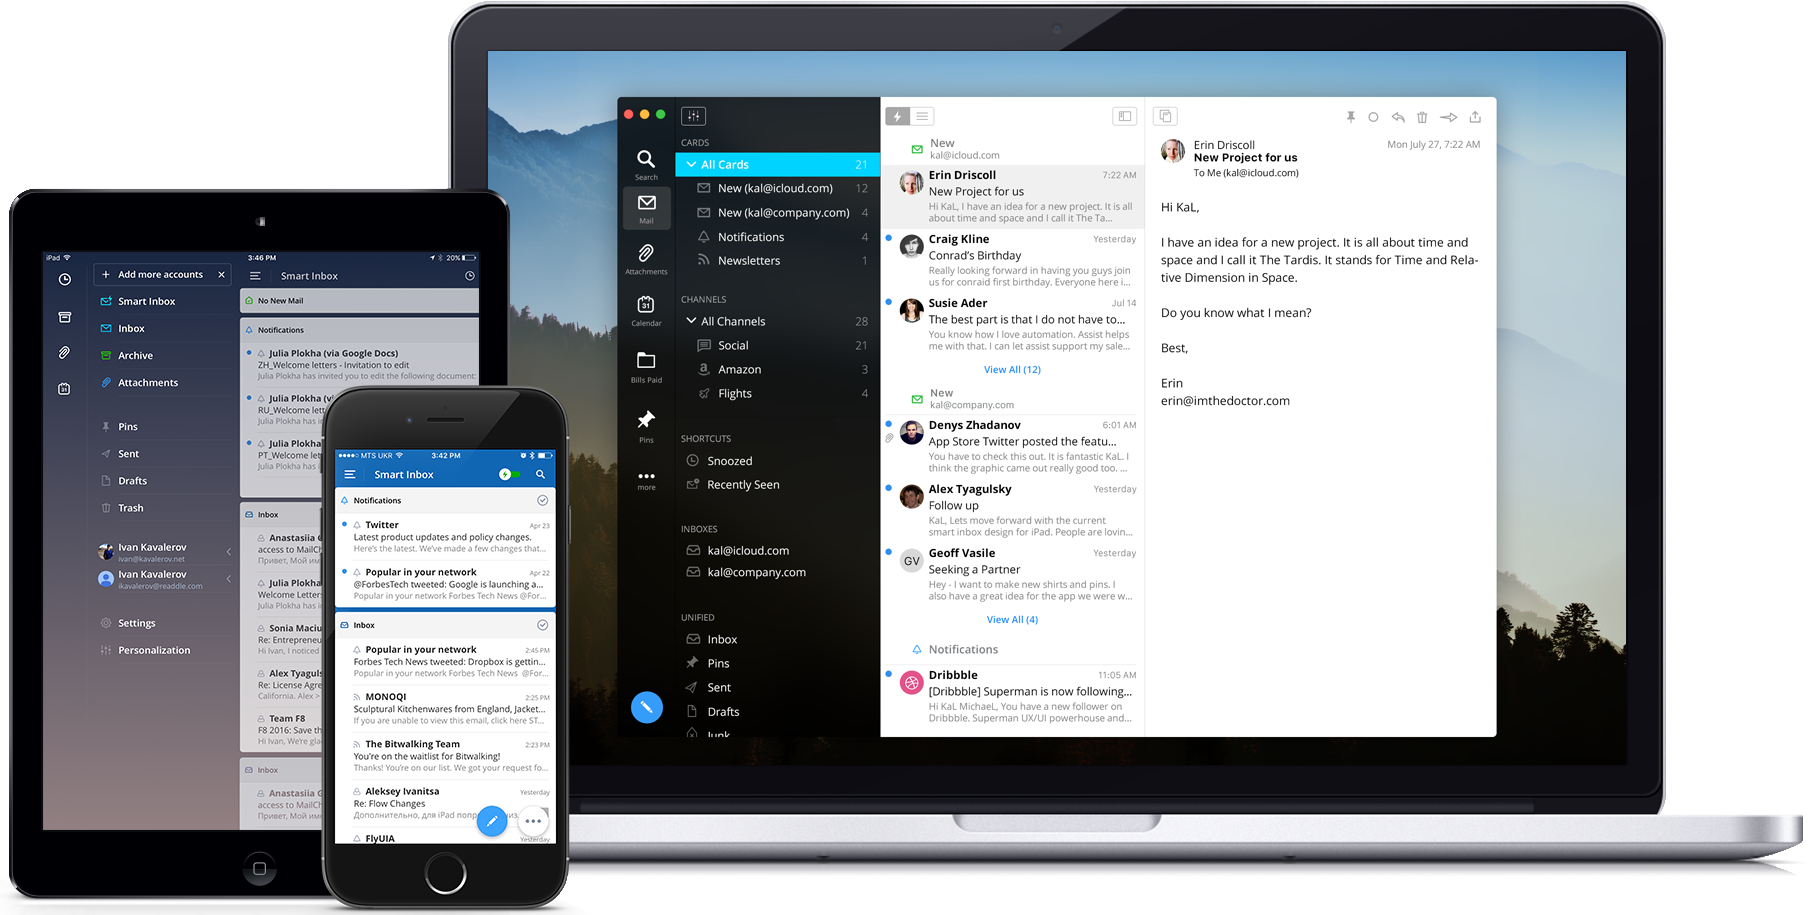 iPad
3:46 PM
20%
+ Add more accounts ×
Smart Inbox
Inbox
Archive
Attachments
Pins
Sent
Drafts
Trash
Ivan Kavalerov
ivan@kavalerov.net
Ivan Kavalerov
ikavalerov@readdle.com
Settings
Personalization
31
Smart Inbox
No New Mail
Notifications
Julia Plokha (via Google Docs)
ZH_Welcome letters - Invitation to edit
Julia Plokha has invited you to edit the following document:
Julia Plokha (v
RU_Welcome lett
Julia Plokha has
Julia Plokha
PT_Welcome let
Julia Plokha has i
Inbox
Anastasiia G
access to MailCh
Привет, Мой им
Julia Plokha
Welcome Letters
Julia Plokha has i
Sonia Maciu
Re: Entrepreneu
Hi Ivan, I noticed
Alex Tyaguls
Re: License Agre
California. Alex >
Team F8
F8 2016: Save th
Hi Ivan, We're gla
Inbox
Anastasiia G
access to MailCh
Привет, Мой им
MTS UKR
3:42 PM
Smart Inbox
Notifications
Twitter
Apr 23
Latest product updates and policy changes.
Here's the latest. We've made a few changes that...
Popular in your network
Apr 22
@ForbesTech tweeted: Google is launching a...
Popular in your network Forbes Tech News @For...
Inbox
Popular in your network
2:45 PM
Forbes Tech News tweeted: Dropbox is gettin...
Popular in your network Forbes Tech News @Fo...
MONOQI
2:25 PM
Sculptural Kitchenwares from England, Jacket...
If you are unable to view this email, click here ST...
The Bitwalking Team
2:23 PM
You're on the waitlist for Bitwalking!
Thanks! You're on our list. We got your request fo...
Aleksey Ivanitsa
Yesterday
Re: Flow Changes
Дополнительно, для iPad попр
FlyUIA
Yesterday
Search
Mail
Attachments
31
Calendar
Bills Paid
Pins
more
CARDS
All Cards 21
New (kal@icloud.com) 12
New (kal@company.com) 4
Notifications 4
Newsletters 1
CHANNELS
All Channels 28
Social 21
Amazon 3
Flights 4
SHORTCUTS
Snoozed
Recently Seen
INBOXES
kal@icloud.com
kal@company.com
UNIFIED
Inbox
Pins
Sent
Drafts
Junk
New
kal@icloud.com
Erin Driscoll 7:22 AM
New Project for us
Hi KaL, I have an idea for a new project. It is all
about time and space and I call it The Ta...
Craig Kline Yesterday
Conrad's Birthday
Really looking forward in having you guys join
us for conraid first birthday. Everyone here i...
Susie Ader Jul 14
The best part is that I do not have to...
You know how I love automation. Assist helps
me with that. I can let assist support my sale...
View All (12)
New
kal@company.com
Denys Zhadanov 6:01 AM
App Store Twitter posted the featu...
You have to check this out. It is fantastic KaL. I
think the graphic came out really good too. ...
Alex Tyagulsky Yesterday
Follow up
KaL, Lets move forward with the current
smart inbox design for iPad. People are lovin...
GV
Geoff Vasile Yesterday
Seeking a Partner
Hey - I want to make new shirts and pins. I
also have a great idea for the app we were w...
View All (4)
Notifications
Dribbble 11:05 AM
[Dribbble] Superman is now following...
Hi KaL MichaeL, You have a new follower on
Dribbble. Superman UX/UI powerhouse and...
Erin Driscoll
Mon July 27, 7:22 AM
New Project for us
To Me (kal@icloud.com)
Hi KaL,
I have an idea for a new project. It is all about time and
space and I call it The Tardis. It stands for Time and Rela-
tive Dimension in Space.
Do you know what I mean?
Best,
Erin
erin@imthedoctor.com